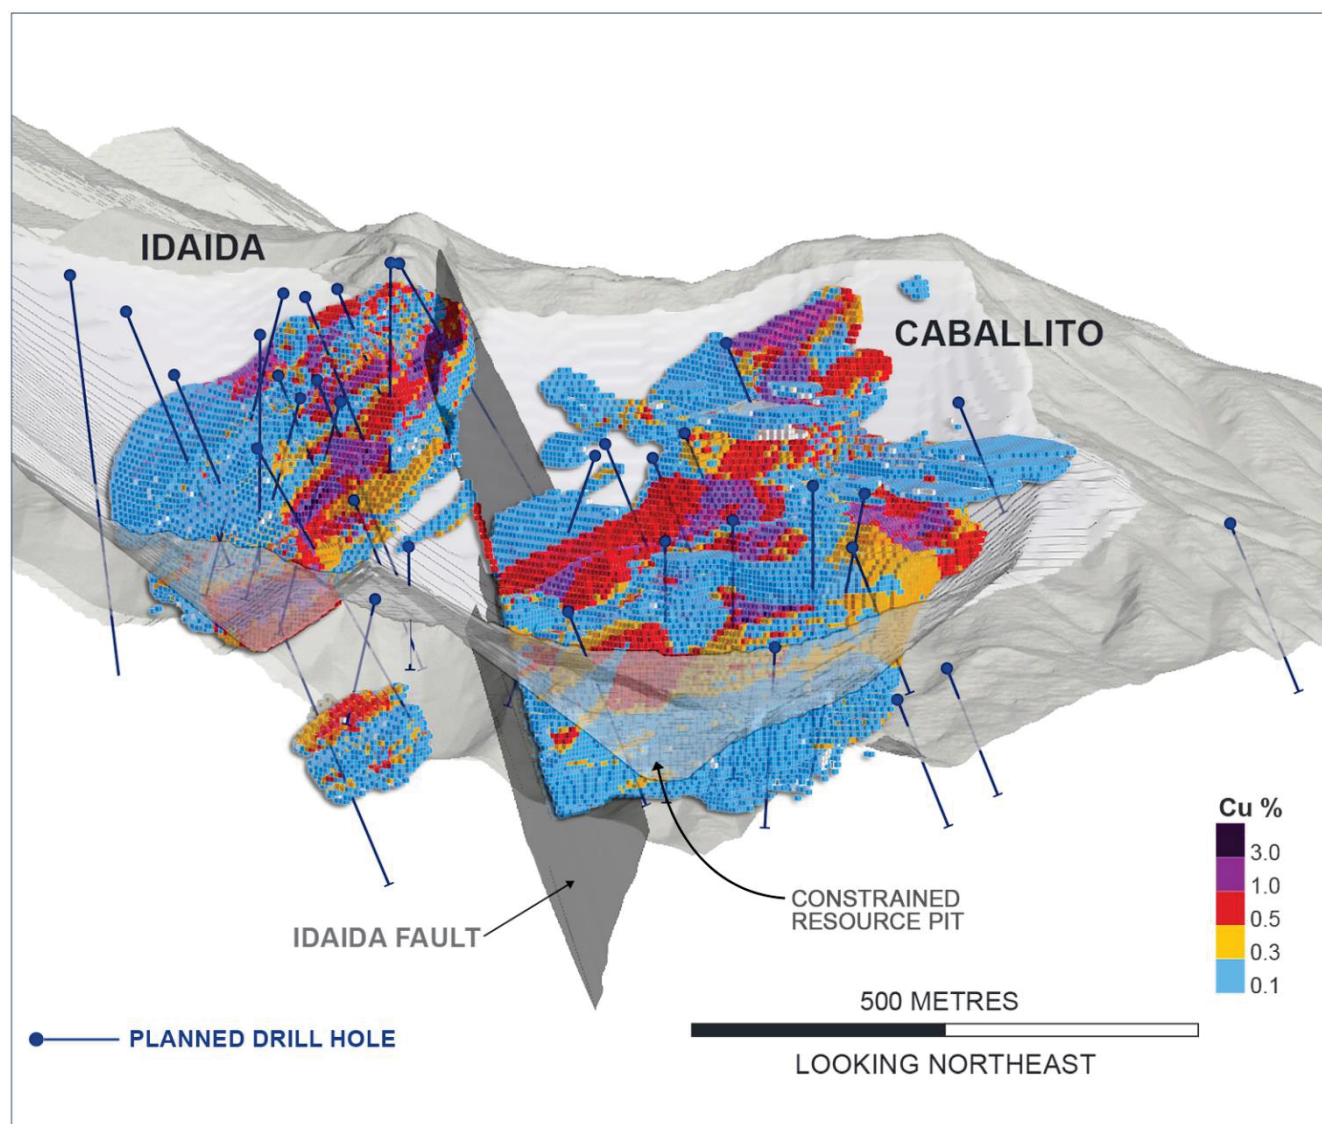 IDAIDA
CABALLITO
Cu %
3.0
1.0
0.5
0.3
0.1
CONSTRAINED
RESOURCE PIT
IDAIDA FAULT
500 METRES
LOOKING NORTHEAST
PLANNED DRILL HOLE